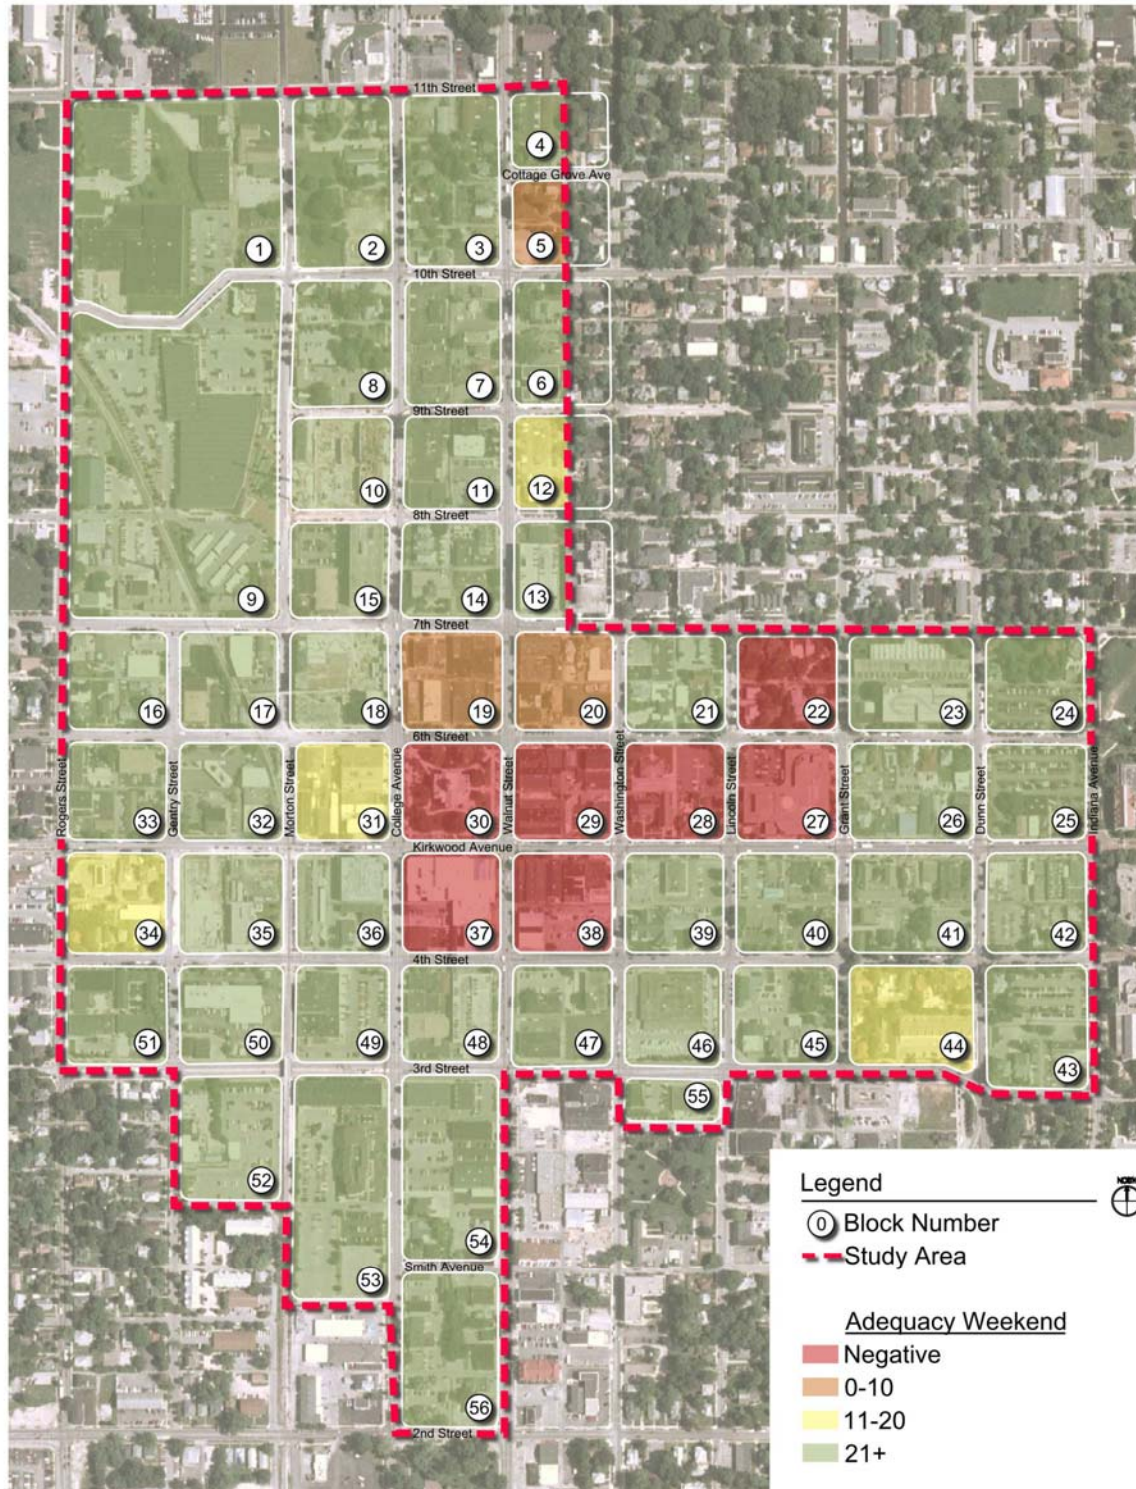 11th Street
4
Cottage Grove Ave
1
2
3
5
10th Street
8
7
6
9th Street
10
11
12
8th Street
9
15
14
13
7th Street
16
17
18
19
20
21
22
23
24
6th Street
Rogers Street
Gentry Street
Morton Street
College Avenue
Walnut Street
Washington Street
Lincoln Street
Grant Street
Dunn Street
Indiana Avenue
33
32
31
30
29
28
27
26
25
Kirkwood Avenue
34
35
36
37
38
39
40
41
42
4th Street
51
50
49
48
47
46
45
44
43
3rd Street
55
52
53
54
Smith Avenue
56
2nd Street
Legend
NORTH
0 Block Number
Study Area
Adequacy Weekend
Negative
0-10
11-20
21+